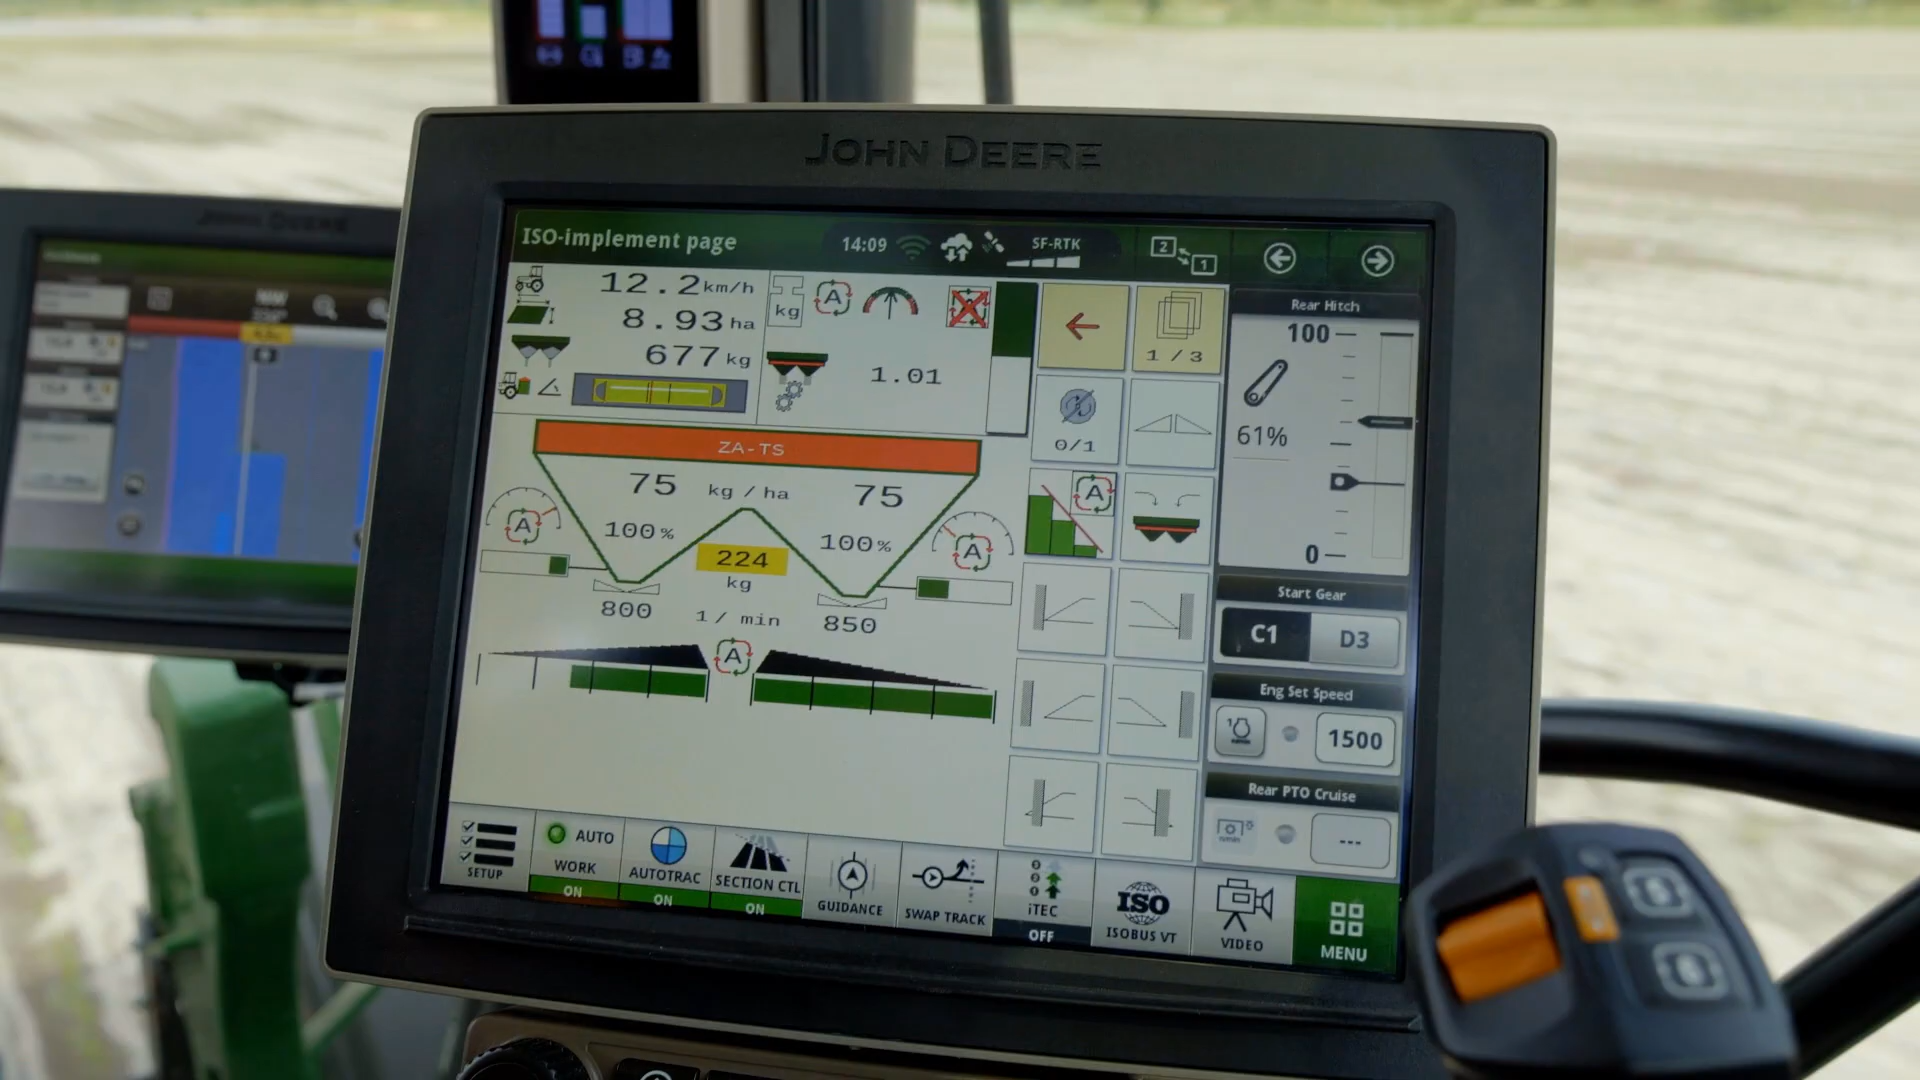 JOHN DEERE
JOHN DEERE
ISO-implement page
14:09
SF-RTK
2
1
12.2 km/h
8.93 ha
677 kg
kg
A
1.01
1/3
0/1
A
ZA-TS
75 kg/ha 75
100% 100%
A
A
224
kg
800 1/min 850
A
Rear Hitch
100
61%
0
Start Gear
C1 D3
Eng Set Speed
1
1500
Rear PTO Cruise
---
SETUP
AUTO
WORK
ON
AUTOTRAC
ON
SECTION CTL
ON
GUIDANCE
SWAP TRACK
iTEC
OFF
ISO
ISOBUS VT
VIDEO
MENU